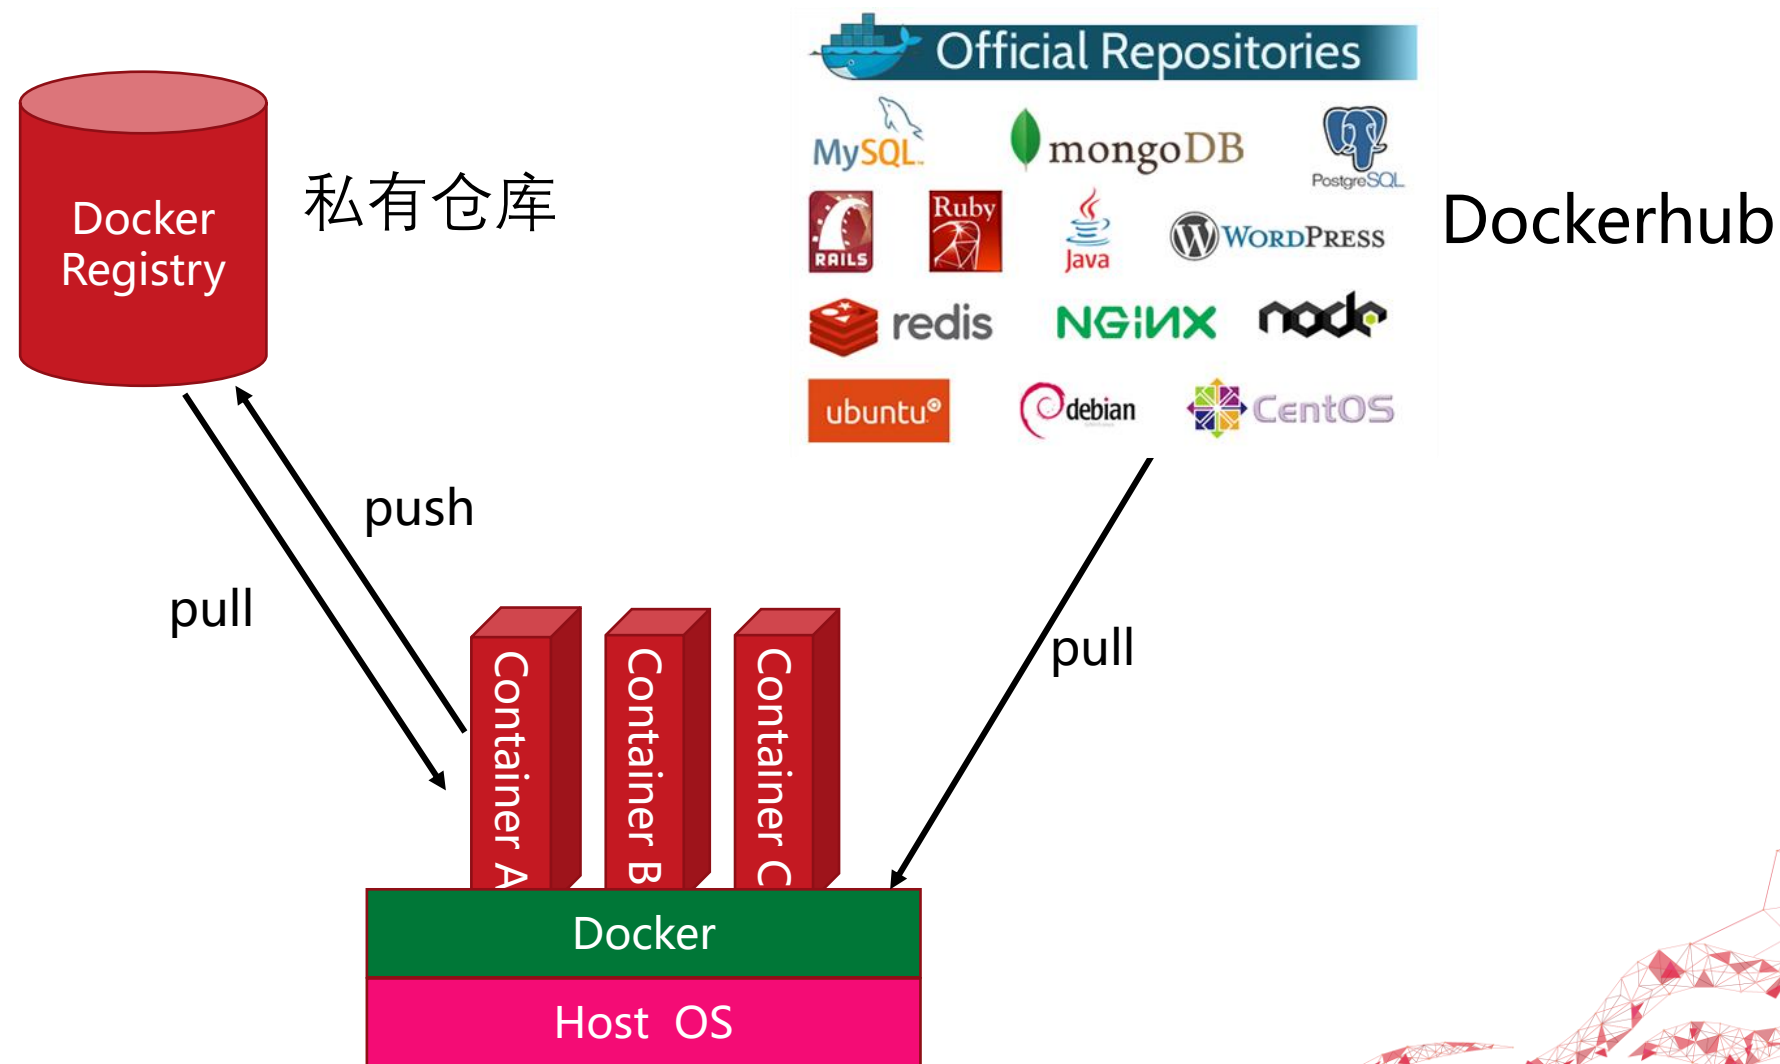 Official Repositories
MySQL
mongoDB
PostgreSQL
Docker
Registry
私有仓库
RAILS
Ruby
Java
WORDPRESS
Dockerhub
redis
NGINX
node
ubuntu
debian
CentOS
push
pull
pull
Container A
Container B
Container C
Docker
Host OS